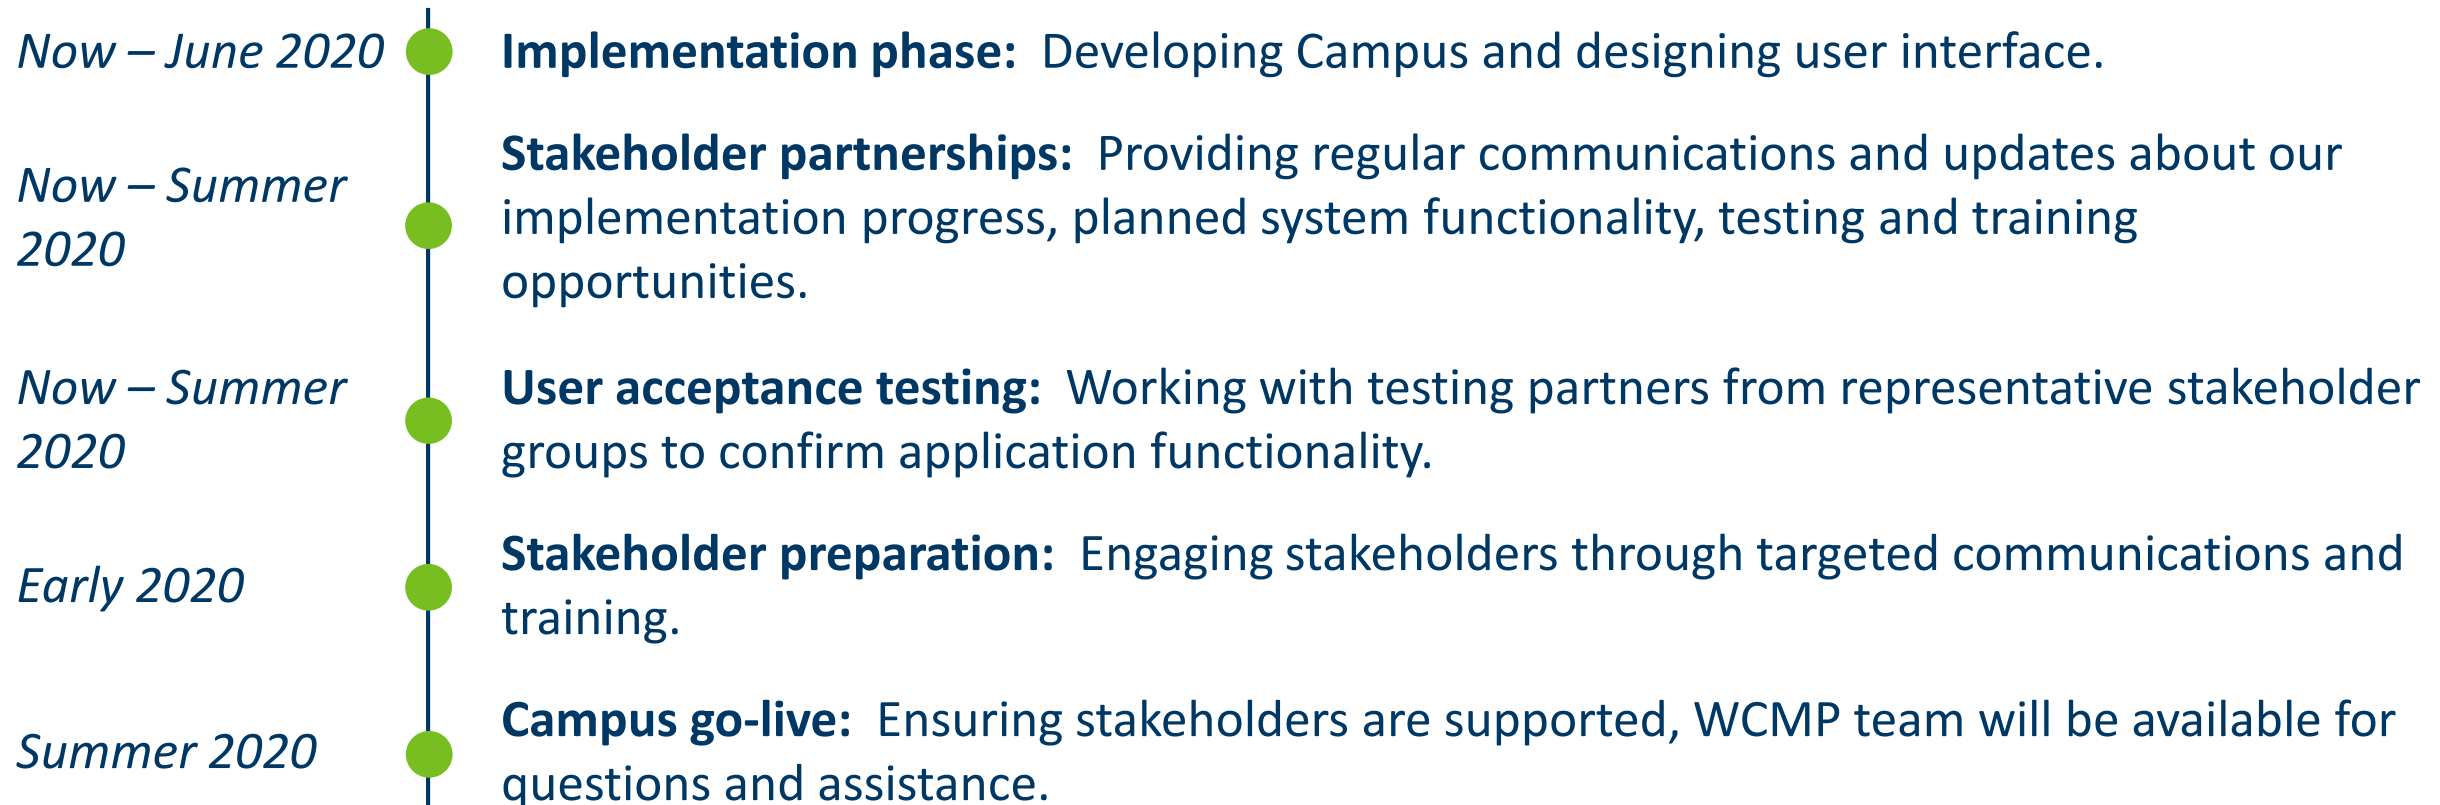 Now – June 2020
Implementation phase: Developing Campus and designing user interface.
Now – Summer
2020
Stakeholder partnerships: Providing regular communications and updates about our
implementation progress, planned system functionality, testing and training
opportunities.
Now – Summer
2020
User acceptance testing: Working with testing partners from representative stakeholder
groups to confirm application functionality.
Early 2020
Stakeholder preparation: Engaging stakeholders through targeted communications and
training.
Summer 2020
Campus go-live: Ensuring stakeholders are supported, WCMP team will be available for
questions and assistance.